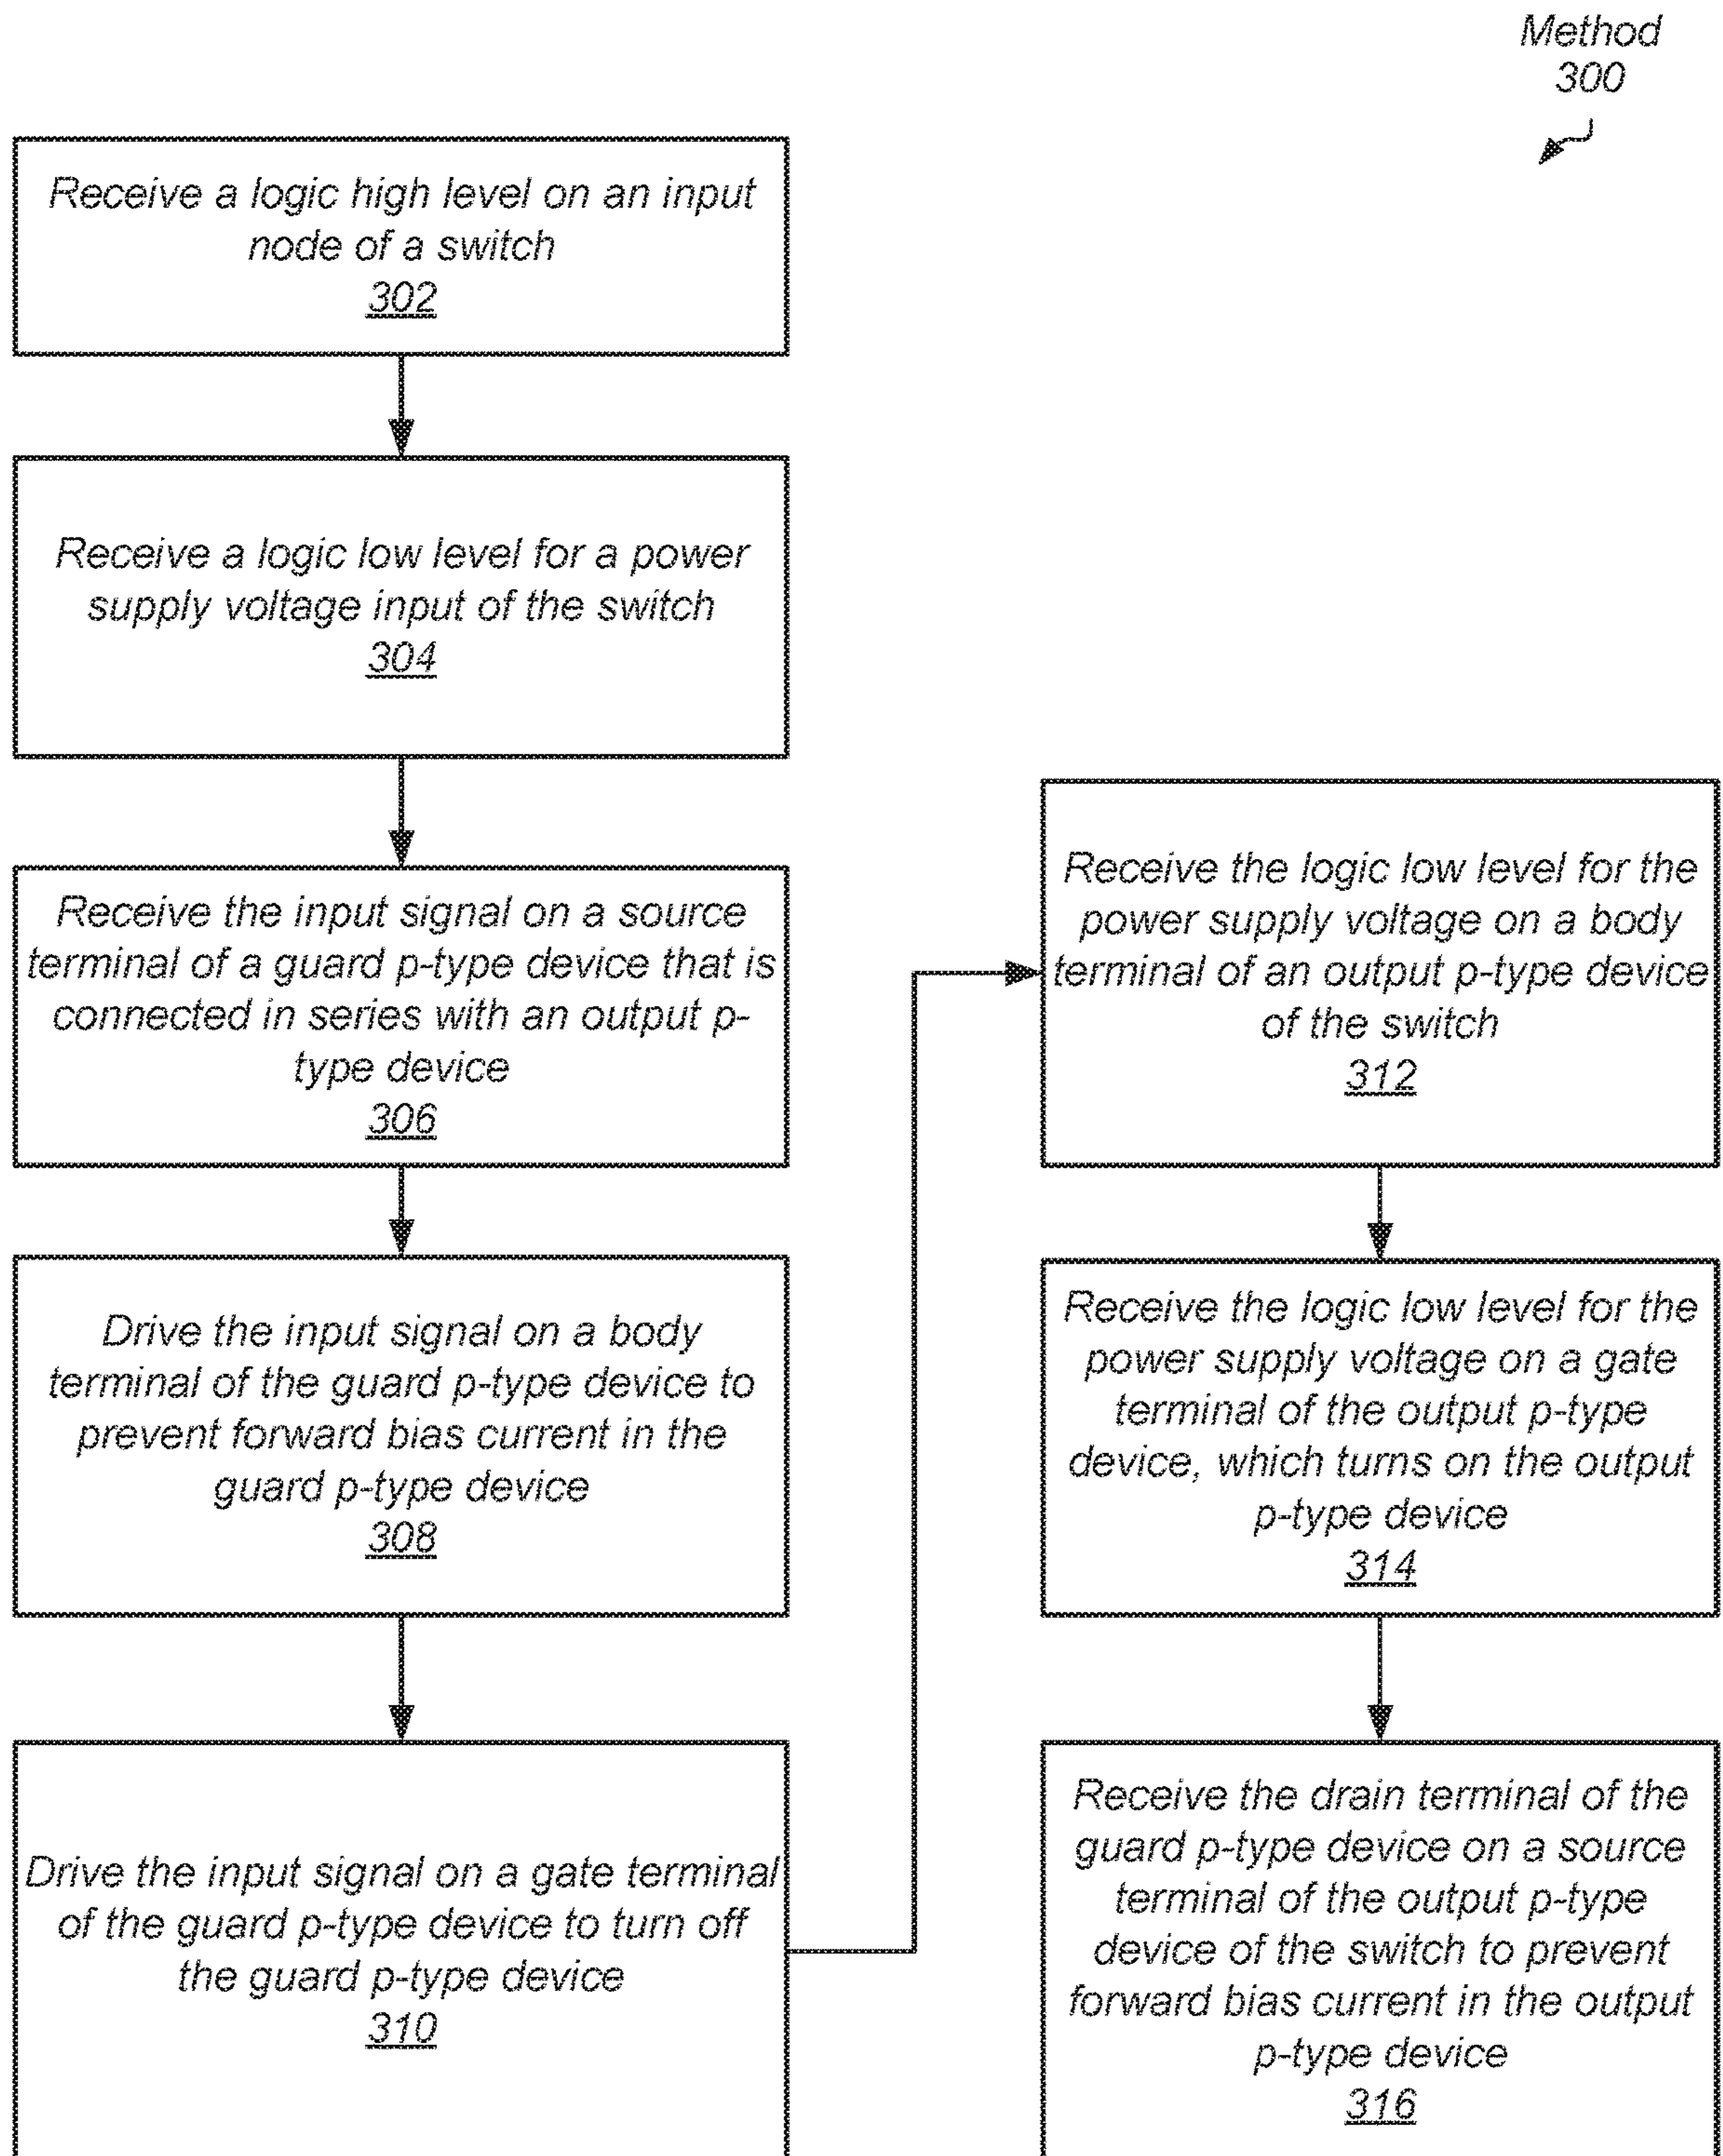 Method
300
Receive a logic high level on an input
node of a switch
302
Receive a logic low level for a power
supply voltage input of the switch
304
Receive the input signal on a source
terminal of a guard p-type device that is
connected in series with an output p-
type device
306
Drive the input signal on a body
terminal of the guard p-type device to
prevent forward bias current in the
guard p-type device
308
Drive the input signal on a gate terminal
of the guard p-type device to turn off
the guard p-type device
310
Receive the logic low level for the
power supply voltage on a body
terminal of an output p-type device
of the switch
312
Receive the logic low level for the
power supply voltage on a gate
terminal of the output p-type
device, which turns on the output
p-type device
314
Receive the drain terminal of the
guard p-type device on a source
terminal of the output p-type
device of the switch to prevent
forward bias current in the output
p-type device
316